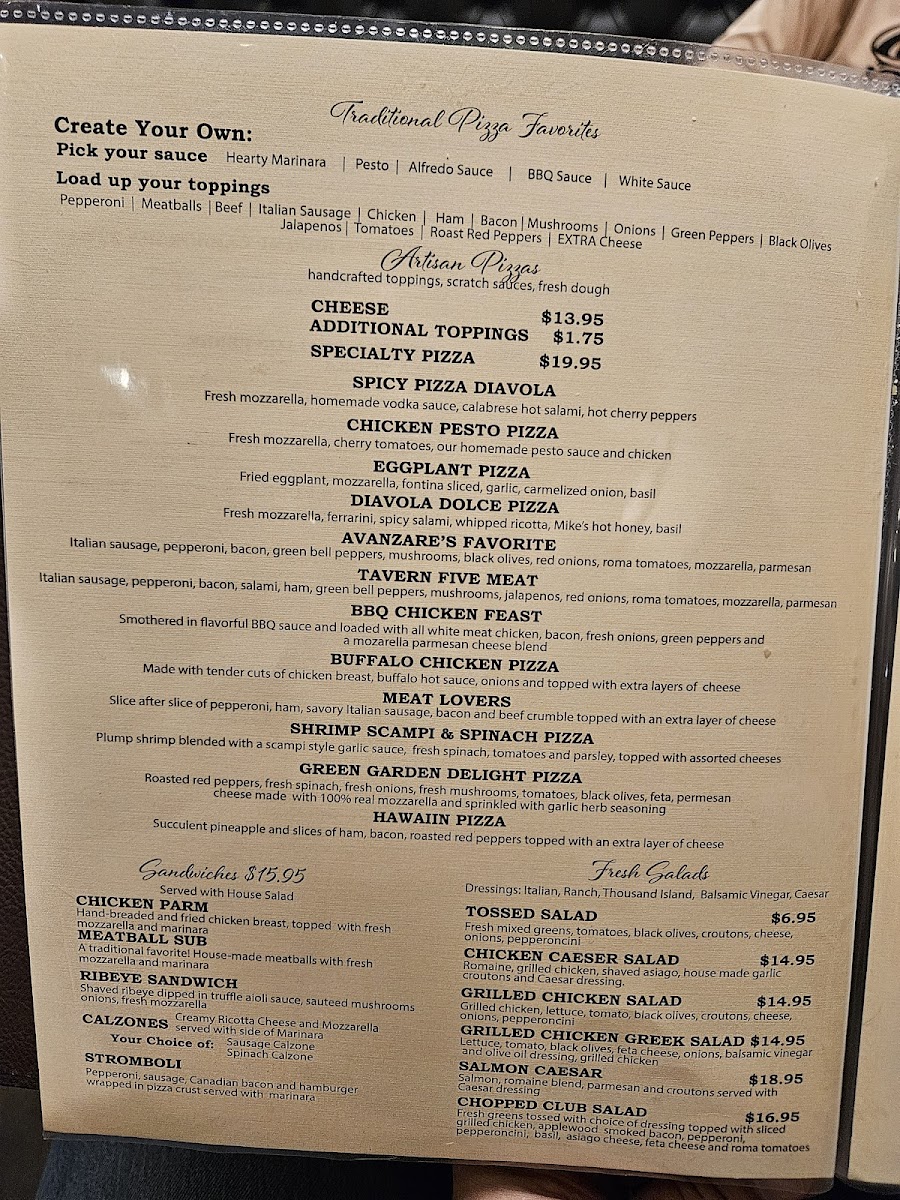 Traditional Pizza Favorites
Create Your Own:
Pick your sauce Hearty Marinara | Pesto | Alfredo Sauce | BBQ Sauce | White Sauce
Load up your toppings
Pepperoni | Meatballs | Beef | Italian Sausage | Chicken | Ham | Bacon | Mushrooms | Onions | Green Peppers | Black Olives
Jalapenos | Tomatoes | Roast Red Peppers | EXTRA Cheese
Artisan Pizzas
handcrafted toppings, scratch sauces, fresh dough
CHEESE $13.95
ADDITIONAL TOPPINGS $1.75
SPECIALTY PIZZA $19.95
SPICY PIZZA DIAVOLA
Fresh mozzarella, homemade vodka sauce, calabrese hot salami, hot cherry peppers
CHICKEN PESTO PIZZA
Fresh mozzarella, cherry tomatoes, our homemade pesto sauce and chicken
EGGPLANT PIZZA
Fried eggplant, mozzarella, fontina sliced, garlic, carmelized onion, basil
DIAVOLA DOLCE PIZZA
Fresh mozzarella, ferrarini, spicy salami, whipped ricotta, Mike's hot honey, basil
AVANZARE'S FAVORITE
Italian sausage, pepperoni, bacon, green bell peppers, mushrooms, black olives, red onions, roma tomatoes, mozzarella, parmesan
TAVERN FIVE MEAT
Italian sausage, pepperoni, bacon, salami, ham, green bell peppers, mushrooms, jalapenos, red onions, roma tomatoes, mozzarella, parmesan
BBQ CHICKEN FEAST
Smothered in flavorful BBQ sauce and loaded with all white meat chicken, bacon, fresh onions, green peppers and
a mozarella parmesan cheese blend
BUFFALO CHICKEN PIZZA
Made with tender cuts of chicken breast, buffalo hot sauce, onions and topped with extra layers of cheese
MEAT LOVERS
Slice after slice of pepperoni, ham, savory Italian sausage, bacon and beef crumble topped with an extra layer of cheese
SHRIMP SCAMPI & SPINACH PIZZA
Plump shrimp blended with a scampi style garlic sauce, fresh spinach, tomatoes and parsley, topped with assorted cheeses
GREEN GARDEN DELIGHT PIZZA
Roasted red peppers, fresh spinach, fresh onions, fresh mushrooms, tomatoes, black olives, feta, parmesan
cheese made with 100% real mozzarella and sprinkled with garlic herb seasoning
HAWAIIN PIZZA
Succulent pineapple and slices of ham, bacon, roasted red peppers topped with an extra layer of cheese
Sandwiches $15.95
Served with House Salad
CHICKEN PARM
Hand-breaded and fried chicken breast, topped with fresh
mozzarella and marinara
MEATBALL SUB
A traditional favorite! House-made meatballs with fresh
mozzarella and marinara
RIBEYE SANDWICH
Shaved ribeye dipped in truffle aioli sauce, sauteed mushrooms
onions, fresh mozzarella
CALZONES Creamy Ricotta Cheese and Mozzarella
served with side of Marinara
Your Choice of: Sausage Calzone
Spinach Calzone
STROMBOLI
Pepperoni, sausage, Canadian bacon and hamburger
wrapped in pizza crust served with marinara
Fresh Salads
Dressings: Italian, Ranch, Thousand Island, Balsamic Vinegar, Caesar
TOSSED SALAD $6.95
Fresh mixed greens, tomatoes, black olives, croutons, cheese,
onions, pepperoncini
CHICKEN CAESER SALAD $14.95
Romaine, grilled chicken, shaved asiago, house made garlic
croutons and Caesar dressing.
GRILLED CHICKEN SALAD $14.95
Grilled chicken, lettuce, tomato, black olives, croutons, cheese,
onions, pepperoncini
GRILLED CHICKEN GREEK SALAD $14.95
Lettuce, tomato, black olives, feta cheese, onions, balsamic vinegar
and olive oil dressing, grilled chicken
SALMON CAESAR $18.95
Salmon, romaine blend, parmesan and croutons served with
Caesar dressing
CHOPPED CLUB SALAD $16.95
Fresh greens tossed with choice of dressing topped with sliced
grilled chicken, applewood smoked bacon, pepperoni,
pepperoncini, basil, asiago cheese, feta cheese and roma tomatoes